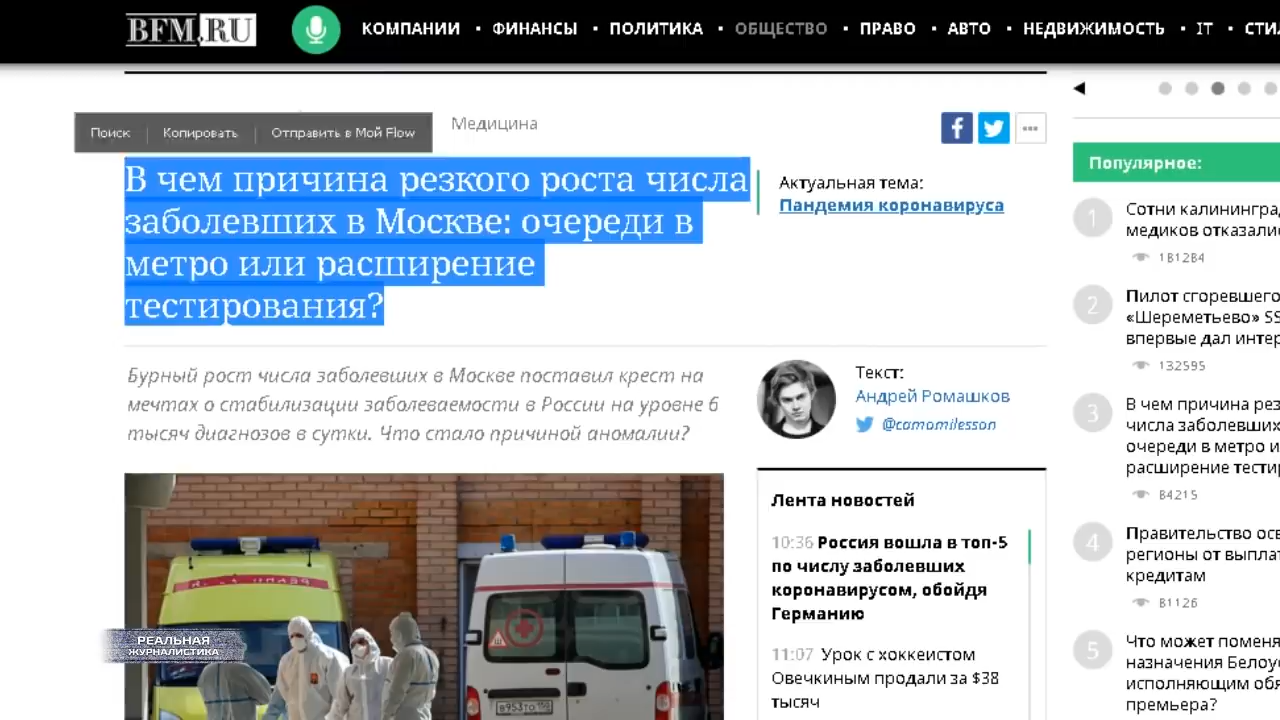 BFM.RU
КОМПАНИИ • ФИНАНСЫ • ПОЛИТИКА • ОБЩЕСТВО • ПРАВО • АВТО • НЕДВИЖИМОСТЬ • IT •
Поиск | Копировать | Отправить в Мой Flow
Медицина
В чем причина резкого роста числа
заболевших в Москве: очереди в
метро или расширение
тестирования?
Актуальная тема:
Пандемия коронавируса
Бурный рост числа заболевших в Москве поставил крест на
мечтах о стабилизации заболеваемости в России на уровне 6
тысяч диагнозов в сутки. Что стало причиной аномалии?
Текст:
Андрей Ромашков
@camomilesson
Лента новостей
10:36 Россия вошла в топ-5
по числу заболевших
коронавирусом, обойдя
Германию
11:07 Урок с хоккеистом
Овечкиным продали за $38
тысяч
Популярное:
1
Сотни калининград
медиков отказали
181284
2
Пилот сгоревшего
«Шереметьево» SS
впервые дал интер
132595
3
В чем причина рез
числа заболевших
очереди в метро и
расширение тести
84215
4
Правительство осв
регионы от выплат
кредитам
81126
5
Что может поменя
назначения Белоус
исполняющим обя
премьера?
РЕАЛЬНАЯ
ЖУРНАЛИСТИКА